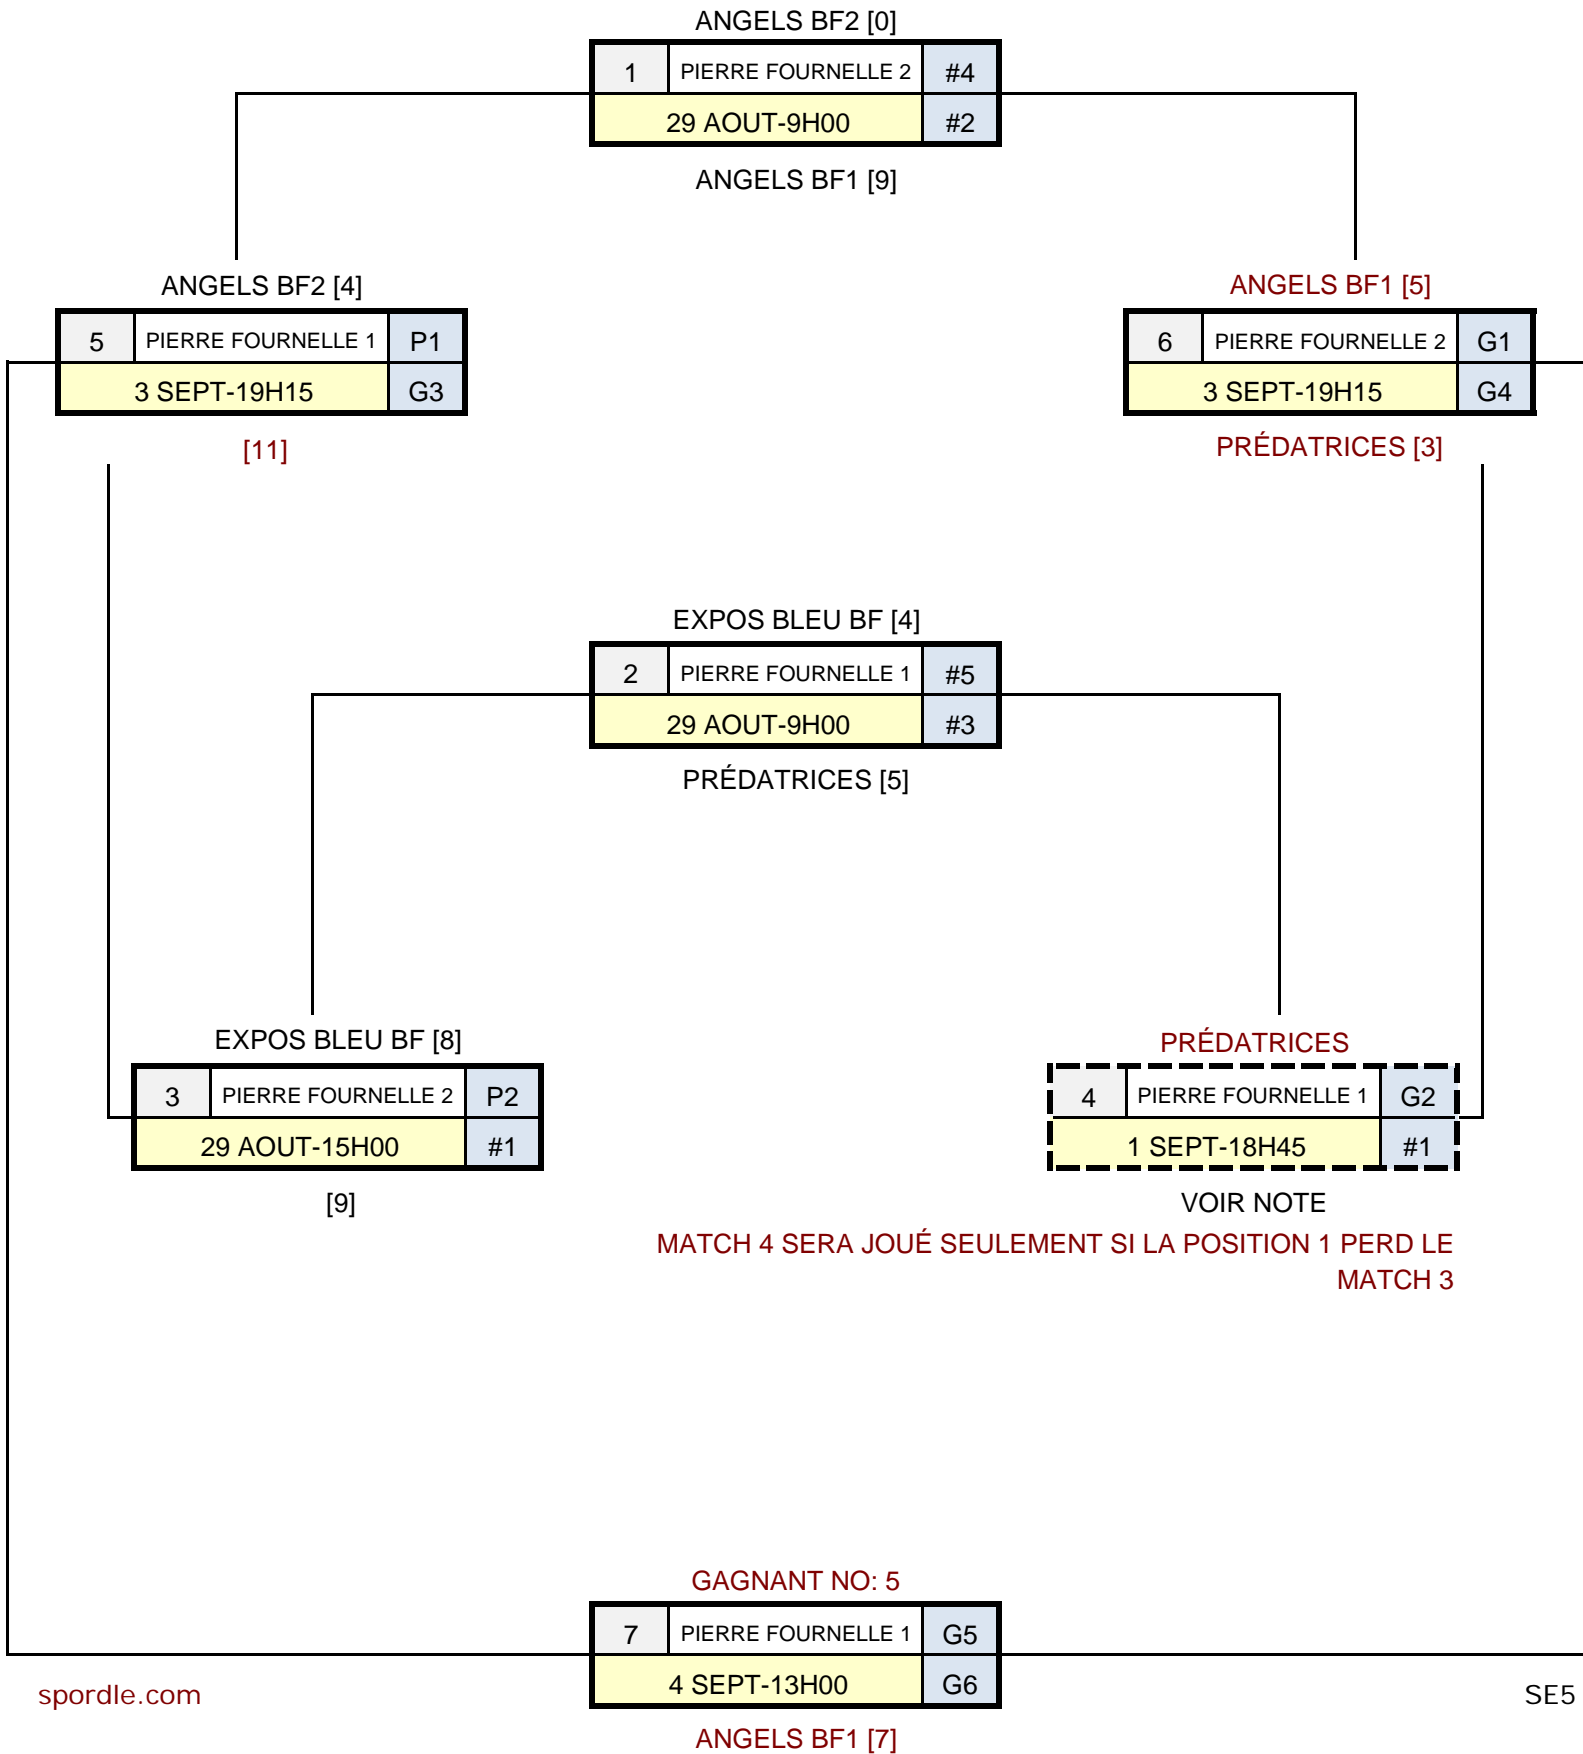 ANGELS BF2 [0]
1 PIERRE FOURNELLE 2 #4
29 AOUT-9H00 #2
ANGELS BF1 [9]
ANGELS BF2 [4]
5 PIERRE FOURNELLE 1 P1
3 SEPT-19H15 G3
[11]
ANGELS BF1 [5]
6 PIERRE FOURNELLE 2 G1
3 SEPT-19H15 G4
PRÉDATRICES [3]
EXPOS BLEU BF [4]
2 PIERRE FOURNELLE 1 #5
29 AOUT-9H00 #3
PRÉDATRICES [5]
EXPOS BLEU BF [8]
3 PIERRE FOURNELLE 2 P2
29 AOUT-15H00 #1
[9]
PRÉDATRICES
4 PIERRE FOURNELLE 1 G2
1 SEPT-18H45 #1
VOIR NOTE
MATCH 4 SERA JOUÉ SEULEMENT SI LA POSITION 1 PERD LE
MATCH 3
GAGNANT NO: 5
7 PIERRE FOURNELLE 1 G5
4 SEPT-13H00 G6
ANGELS BF1 [7]
spordle.com
SE5